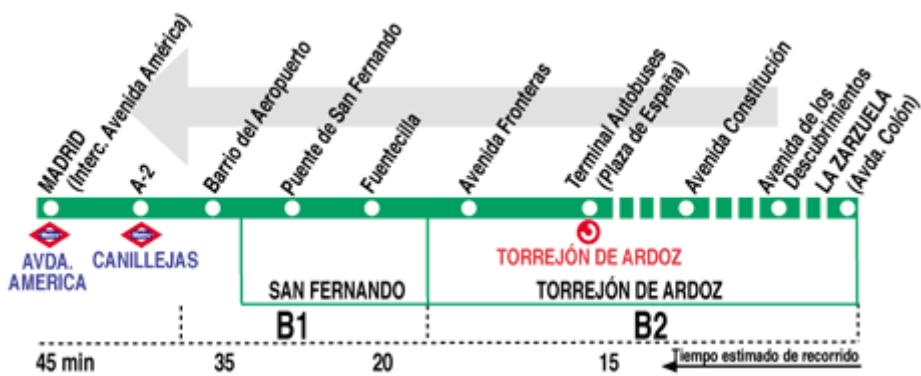 MADRID
(Interc. Avenida América)
A-2
Barrio del Aeropuerto
Puente de San Fernando
Fuentecilla
Avenida Fronteras
Terminal Autobuses
(Plaza de España)
Avenida Constitución
Avenida de los
Descubrimientos
LA ZARZUELA
(Avda. Colón)
AVDA.
AMERICA
CANILLEJAS
TORREJÓN DE ARDOZ
SAN FERNANDO
TORREJÓN DE ARDOZ
B1
B2
45 min
35
20
15
Tiempo estimado de recorrido